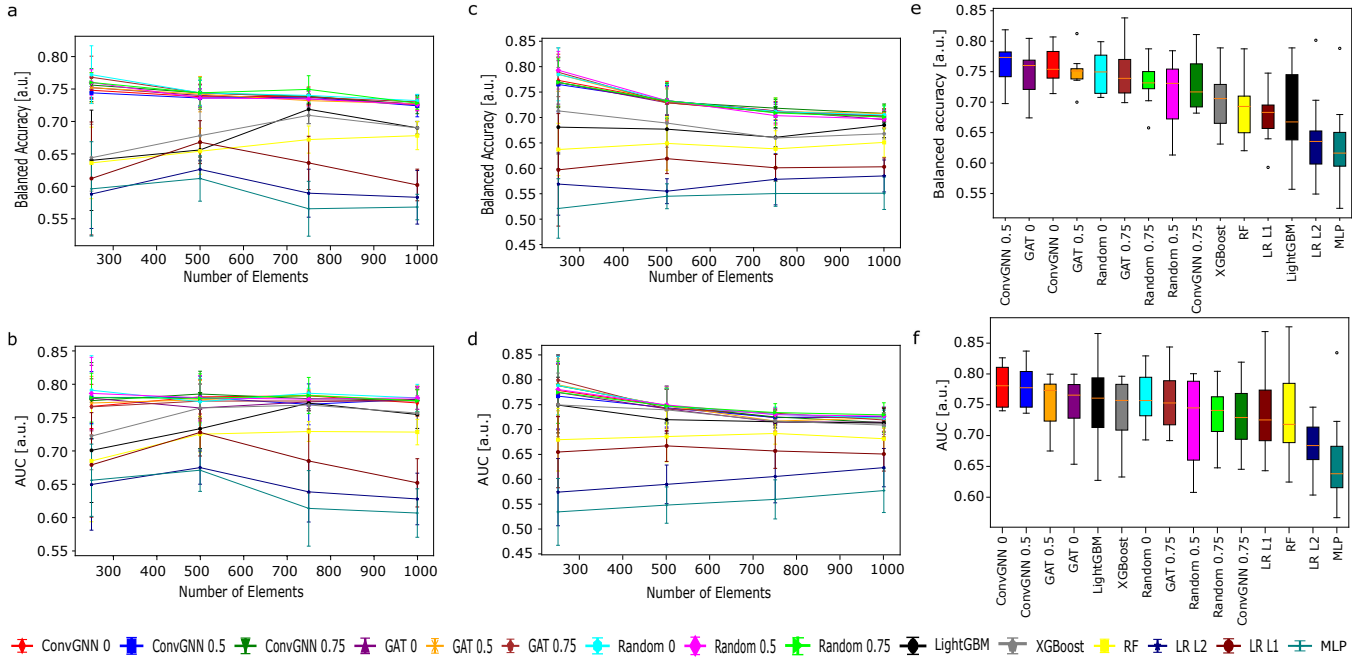 a
Balanced Accuracy [a.u.]
0.80
0.75
0.70
0.65
0.60
0.55
300 400 500 600 700 800 900 1000
Number of Elements
b
AUC [a.u.]
0.85
0.80
0.75
0.70
0.65
0.60
0.55
300 400 500 600 700 800 900 1000
Number of Elements
c
Balanced Accuracy [a.u.]
0.85
0.80
0.75
0.70
0.65
0.60
0.55
0.50
0.45
300 400 500 600 700 800 900 1000
Number of Elements
d
AUC [a.u.]
0.85
0.80
0.75
0.70
0.65
0.60
0.55
0.50
0.45
300 400 500 600 700 800 900 1000
Number of Elements
e
Balanced accuracy [a.u.]
0.85
0.80
0.75
0.70
0.65
0.60
0.55
ConvGNN 0.5
GAT 0
ConvGNN 0
GAT 0.5
Random 0
GAT 0.75
Random 0.75
Random 0.5
ConvGNN 0.75
XGBoost
RF
LR L1
LightGBM
LR L2
MLP
f
AUC [a.u.]
0.85
0.80
0.75
0.70
0.65
0.60
ConvGNN 0
ConvGNN 0.5
GAT 0.5
GAT 0
LightGBM
XGBoost
Random 0
GAT 0.75
Random 0.5
Random 0.75
ConvGNN 0.75
LR L1
RF
LR L2
MLP
ConvGNN 0 ConvGNN 0.5 ConvGNN 0.75 GAT 0 GAT 0.5 GAT 0.75 Random 0 Random 0.5 Random 0.75 LightGBM XGBoost RF LR L2 LR L1 MLP